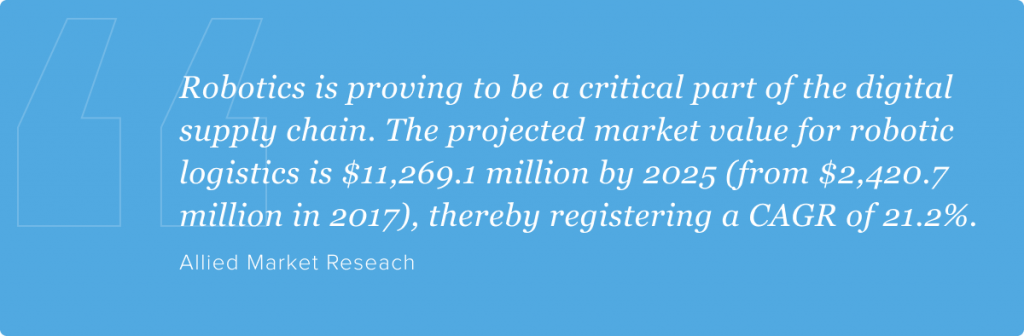 Robotics is proving to be a critical part of the digital
supply chain. The projected market value for robotic
logistics is $11,269.1 million by 2025 (from $2,420.7
million in 2017), thereby registering a CAGR of 21.2%.
Allied Market Reseach